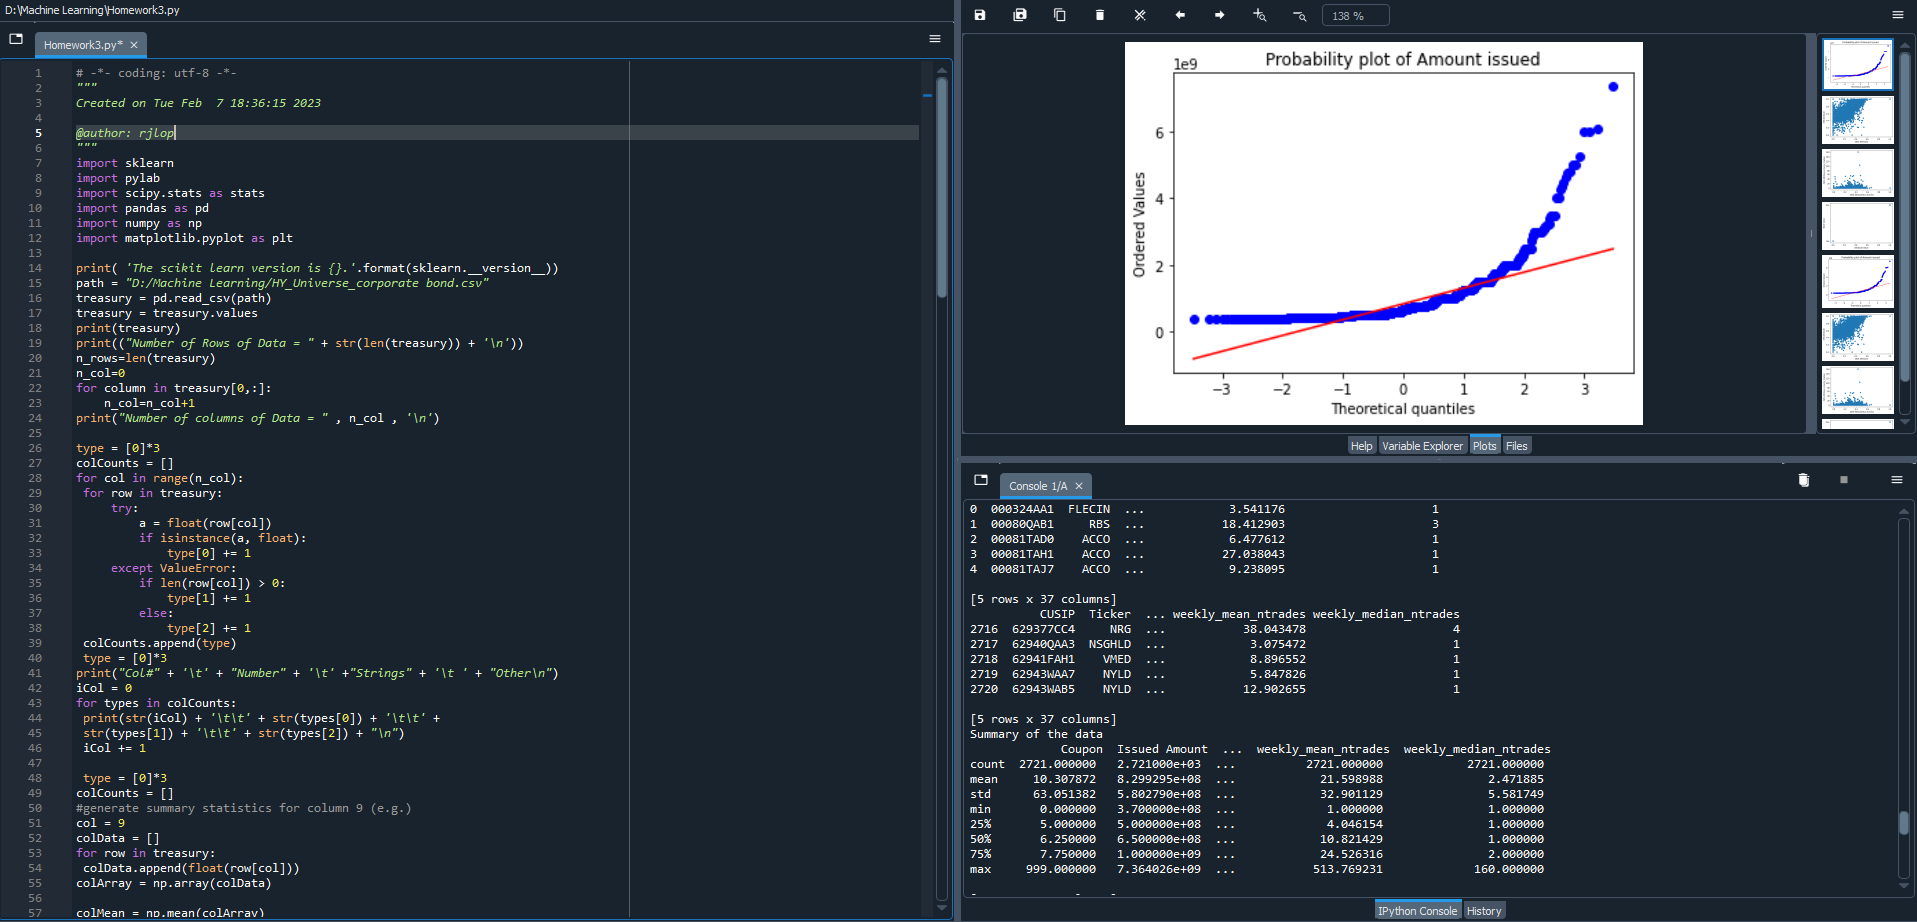 D:\Machine Learning\Homework3.py
Homework3.py*
1 # -*- coding: utf-8 -*-
2 """
3 Created on Tue Feb  7 18:36:15 2023
4
5 @author: rjlop
6 """
7 import sklearn
8 import pylab
9 import scipy.stats as stats
10 import pandas as pd
11 import numpy as np
12 import matplotlib.pyplot as plt
13
14 print( 'The scikit learn version is {}.'.format(sklearn.__version__))
15 path = "D:/Machine Learning/HY_Universe_corporate bond.csv"
16 treasury = pd.read_csv(path)
17 treasury = treasury.values
18 print(treasury)
19 print(("Number of Rows of Data = " + str(len(treasury)) + '\n'))
20 n_rows=len(treasury)
21 n_col=0
22 for column in treasury[0,:]:
23     n_col=n_col+1
24 print("Number of columns of Data = " , n_col , '\n')
25
26 type = [0]*3
27 colCounts = []
28 for col in range(n_col):
29  for row in treasury:
30      try:
31          a = float(row[col])
32          if isinstance(a, float):
33              type[0] += 1
34      except ValueError:
35          if len(row[col]) > 0:
36              type[1] += 1
37          else:
38              type[2] += 1
39  colCounts.append(type)
40  type = [0]*3
41 print("Col#" + '\t' + "Number" + '\t' +"Strings" + '\t ' + "Other\n")
42 iCol = 0
43 for types in colCounts:
44  print(str(iCol) + '\t\t' + str(types[0]) + '\t\t' +
45  str(types[1]) + '\t\t' + str(types[2]) + "\n")
46  iCol += 1
47
48  type = [0]*3
49 colCounts = []
50 #generate summary statistics for column 9 (e.g.)
51 col = 9
52 colData = []
53 for row in treasury:
54  colData.append(float(row[col]))
55 colArray = np.array(colData)
56
57 colMean = np.mean(colArray)
138 %
Probability plot of Amount issued
1e9
Ordered Values
6
4
2
0
−3 −2 −1 0 1 2 3
Theoretical quantiles
Help Variable Explorer Plots Files
Console 1/A
0  000324AA1  FLECIN  ...  3.541176  1
1  00080QAB1  RBS  ...  18.412903  3
2  00081TAD0  ACCO  ...  6.477612  1
3  00081TAH1  ACCO  ...  27.038043  1
4  00081TAJ7  ACCO  ...  9.238095  1
[5 rows x 37 columns]
CUSIP  Ticker  ...  weekly_mean_ntrades  weekly_median_ntrades
2716  629377CC4  NRG  ...  38.043478  4
2717  62940QAA3  NSGHLD  ...  3.075472  1
2718  62941FAH1  VMED  ...  8.896552  1
2719  62943WAA7  NYLD  ...  5.847826  1
2720  62943WAB5  NYLD  ...  12.902655  1
[5 rows x 37 columns]
Summary of the data
Coupon  Issued Amount  ...  weekly_mean_ntrades  weekly_median_ntrades
count  2721.000000  2.721000e+03  ...  2721.000000  2721.000000
mean  10.307872  8.299295e+08  ...  21.598988  2.471885
std  63.051382  5.802790e+08  ...  32.901129  5.581749
min  0.000000  3.700000e+08  ...  1.000000  1.000000
25%  5.000000  5.000000e+08  ...  4.046154  1.000000
50%  6.250000  6.500000e+08  ...  10.821429  1.000000
75%  7.750000  1.000000e+09  ...  24.526316  2.000000
max  999.000000  7.364026e+09  ...  513.769231  160.000000
IPython Console History